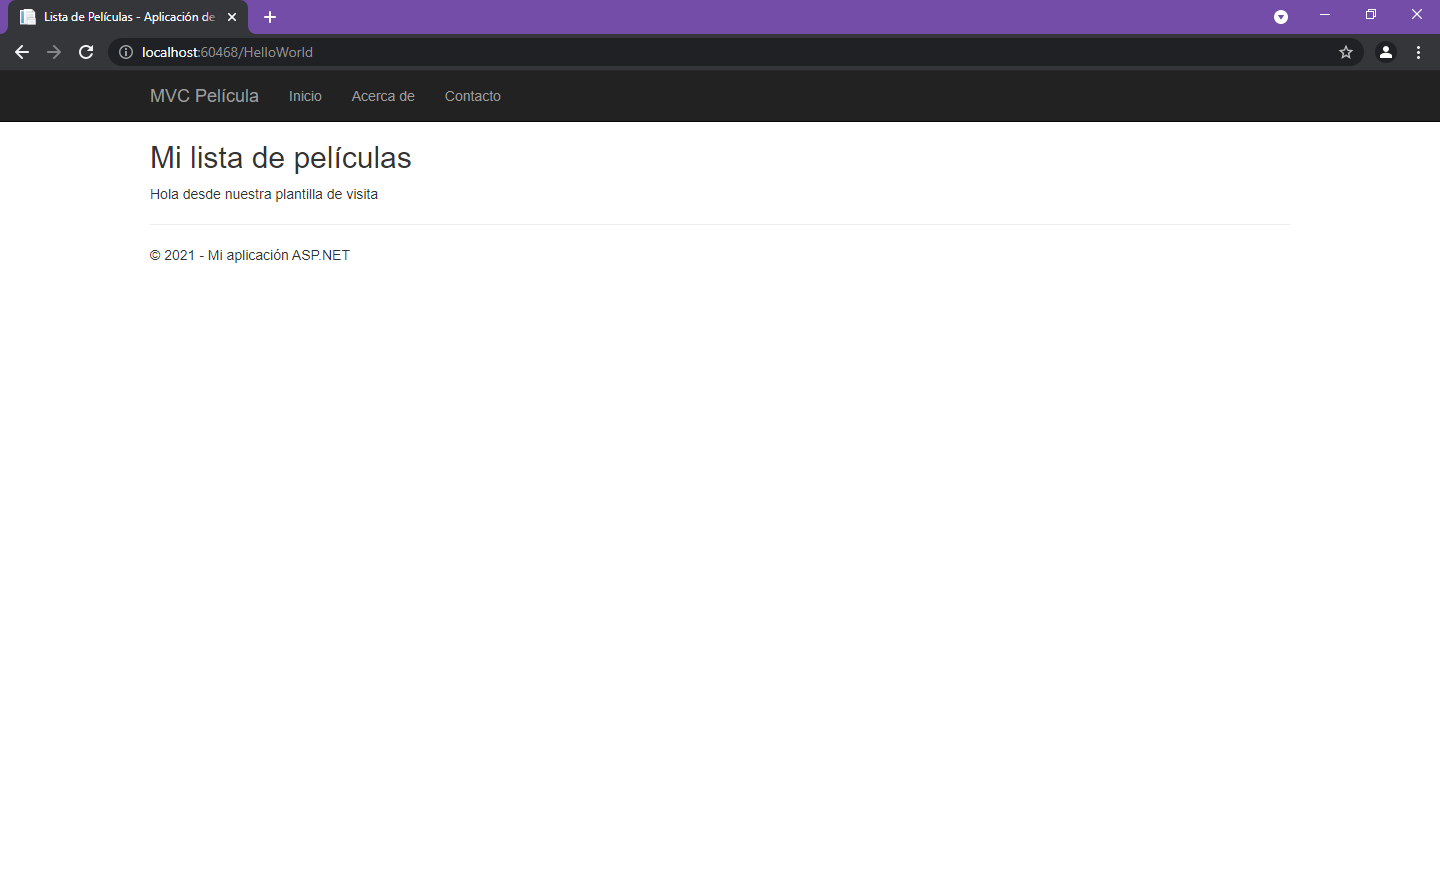 Lista de Películas - Aplicación de
localhost:60468/HelloWorld
MVC Película Inicio Acerca de Contacto
Mi lista de películas
Hola desde nuestra plantilla de visita
© 2021 - Mi aplicación ASP.NET